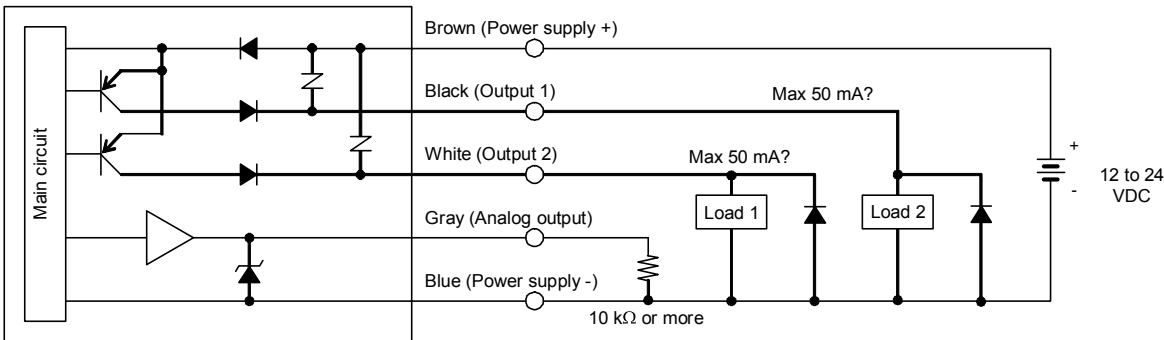 Main circuit
Brown (Power supply +)
Black (Output 1)
Max 50 mA?
White (Output 2)
Max 50 mA?
Load 1
Load 2
+
-
12 to 24
VDC
Gray (Analog output)
Blue (Power supply -)
10 kΩ or more